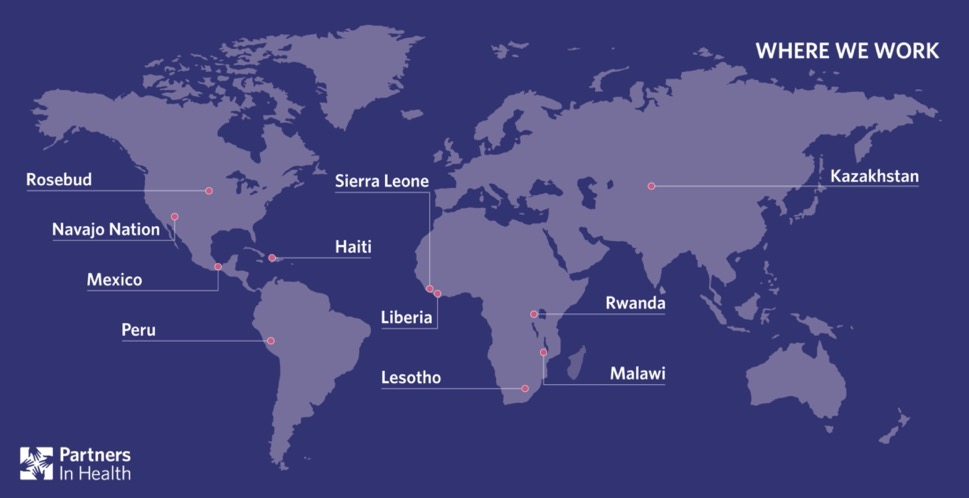 WHERE WE WORK
Rosebud
Sierra Leone
Kazakhstan
Navajo Nation
Haiti
Mexico
Rwanda
Liberia
Peru
Malawi
Lesotho
Partners
In Health